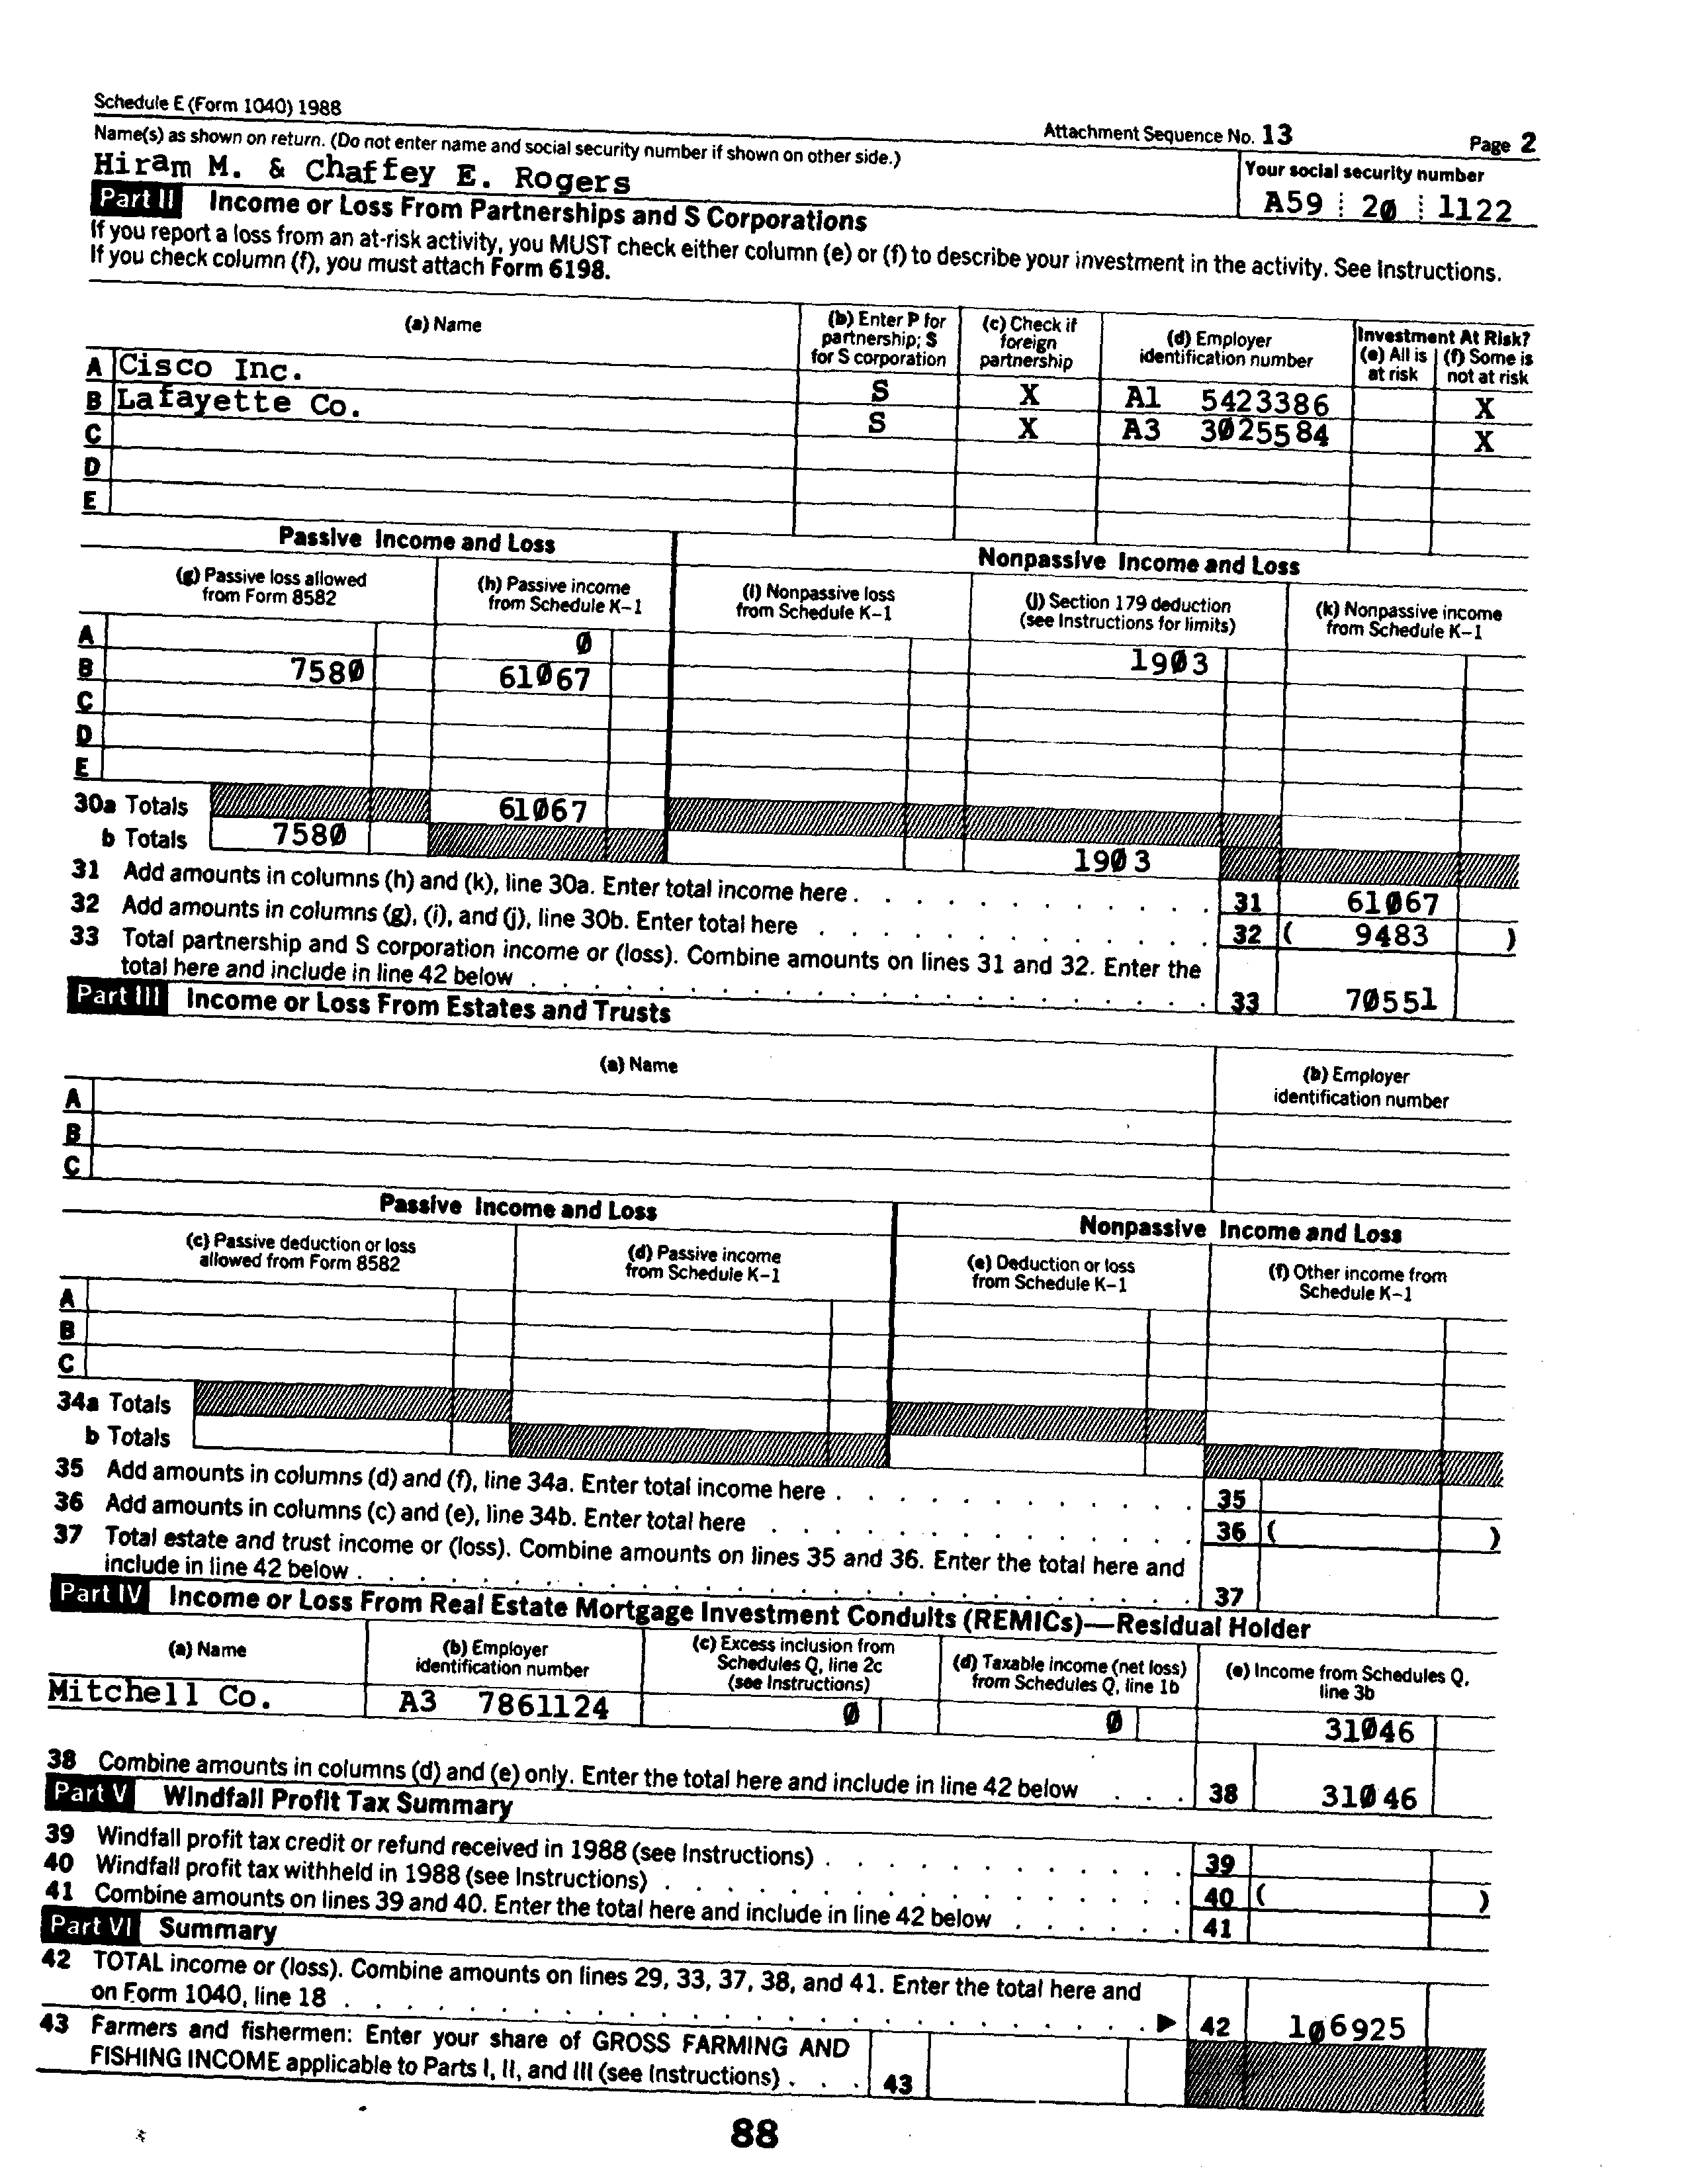 Schedule E (Form 1040) 1988
Attachment Sequence No. 13
Page 2
Name(s) as shown on return. (Do not enter name and social security number if shown on other side.)
Your social security number
Hiram M. & Chaffey E. Rogers
A59 20 1122
Part II Income or Loss From Partnerships and S Corporations
If you report a loss from an at-risk activity, you MUST check either column (e) or (f) to describe your investment in the activity. See Instructions.
If you check column (f), you must attach Form 6198.
(a) Name
(b) Enter P for partnership; S for S corporation
(c) Check if foreign partnership
(d) Employer identification number
Investment At Risk?
(e) All is at risk
(f) Some is not at risk
A Cisco Inc. S X A1 5423386 X
B Lafayette Co. S X A3 3025584 X
C
D
E
Passive Income and Loss
Nonpassive Income and Loss
(g) Passive loss allowed from Form 8582
(h) Passive income from Schedule K-1
(i) Nonpassive loss from Schedule K-1
(j) Section 179 deduction (see Instructions for limits)
(k) Nonpassive income from Schedule K-1
A 0 1903
B 7580 61067
C
D
E
30a Totals 61067
b Totals 7580 1903
31 Add amounts in columns (h) and (k), line 30a. Enter total income here . 31 61067
32 Add amounts in columns (g), (i), and (j), line 30b. Enter total here . 32 ( 9483 )
33 Total partnership and S corporation income or (loss). Combine amounts on lines 31 and 32. Enter the
total here and include in line 42 below . 33 70551
Part III Income or Loss From Estates and Trusts
(a) Name
(b) Employer identification number
A
B
C
Passive Income and Loss
Nonpassive Income and Loss
(c) Passive deduction or loss allowed from Form 8582
(d) Passive income from Schedule K-1
(e) Deduction or loss from Schedule K-1
(f) Other income from Schedule K-1
A
B
C
34a Totals
b Totals
35 Add amounts in columns (d) and (f), line 34a. Enter total income here . 35
36 Add amounts in columns (c) and (e), line 34b. Enter total here . 36 ( )
37 Total estate and trust income or (loss). Combine amounts on lines 35 and 36. Enter the total here and
include in line 42 below . 37
Part IV Income or Loss From Real Estate Mortgage Investment Conduits (REMICs)—Residual Holder
(a) Name
(b) Employer identification number
(c) Excess inclusion from Schedules Q, line 2c (see Instructions)
(d) Taxable income (net loss) from Schedules Q, line 1b
(e) Income from Schedules Q, line 3b
Mitchell Co. A3 7861124 0 0 31046
38 Combine amounts in columns (d) and (e) only. Enter the total here and include in line 42 below . 38 31046
Part V Windfall Profit Tax Summary
39 Windfall profit tax credit or refund received in 1988 (see Instructions) . 39
40 Windfall profit tax withheld in 1988 (see Instructions) . 40 ( )
41 Combine amounts on lines 39 and 40. Enter the total here and include in line 42 below . 41
Part VI Summary
42 TOTAL income or (loss). Combine amounts on lines 29, 33, 37, 38, and 41. Enter the total here and
on Form 1040, line 18 . ▶ 42 106925
43 Farmers and fishermen: Enter your share of GROSS FARMING AND
FISHING INCOME applicable to Parts I, II, and III (see Instructions) . 43
88